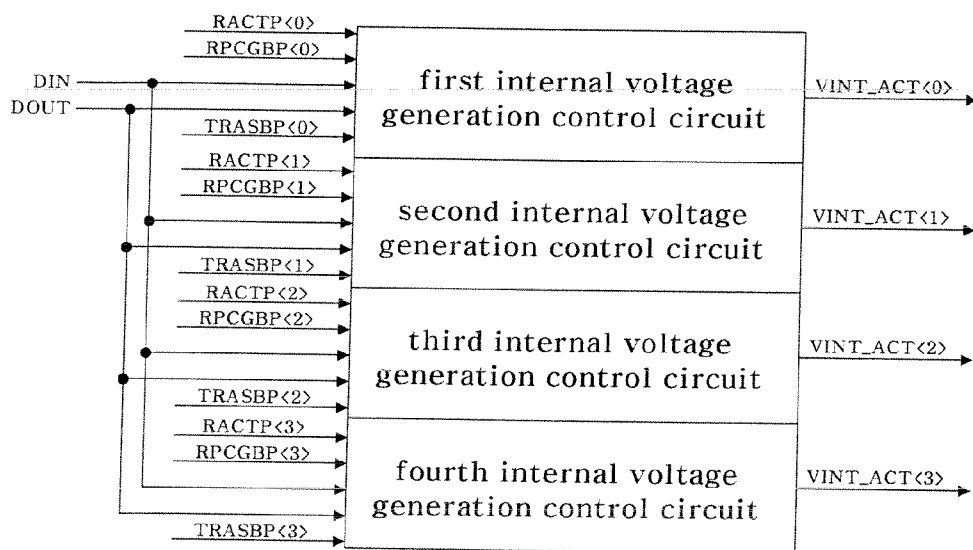 RACTP<0>
RPCGBP<0>
DIN
DOUT
TRASBP<0>
first internal voltage
generation control circuit
VINT_ACT<0>
RACTP<1>
RPCGBP<1>
TRASBP<1>
second internal voltage
generation control circuit
VINT_ACT<1>
RACTP<2>
RPCGBP<2>
TRASBP<2>
third internal voltage
generation control circuit
VINT_ACT<2>
RACTP<3>
RPCGBP<3>
TRASBP<3>
fourth internal voltage
generation control circuit
VINT_ACT<3>